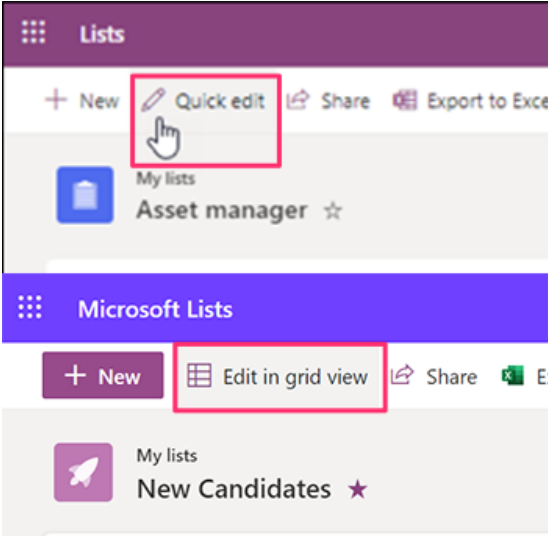 Lists
New Quick edit Share Export to Exce
My lists
Asset manager
Microsoft Lists
New Edit in grid view Share E
My lists
New Candidates